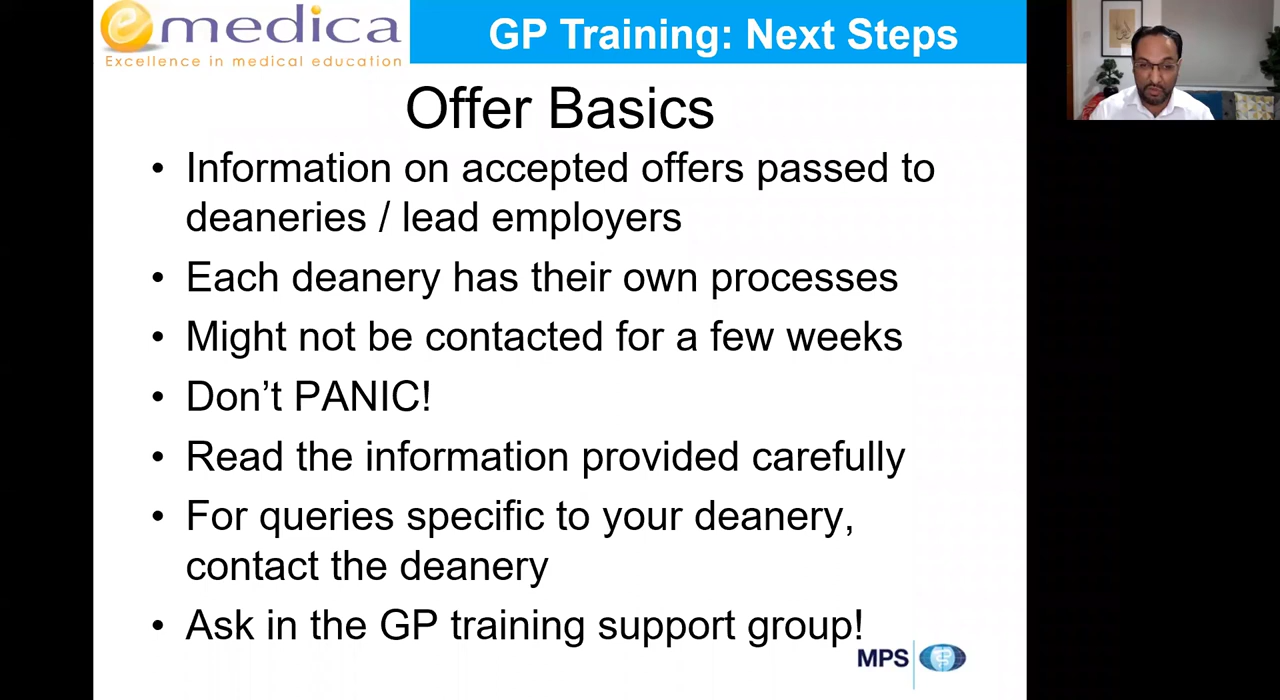 emedica
Excellence in medical education
GP Training: Next Steps
Offer Basics
• Information on accepted offers passed to
deaneries / lead employers
• Each deanery has their own processes
• Might not be contacted for a few weeks
• Don’t PANIC!
• Read the information provided carefully
• For queries specific to your deanery,
contact the deanery
• Ask in the GP training support group!
MPS